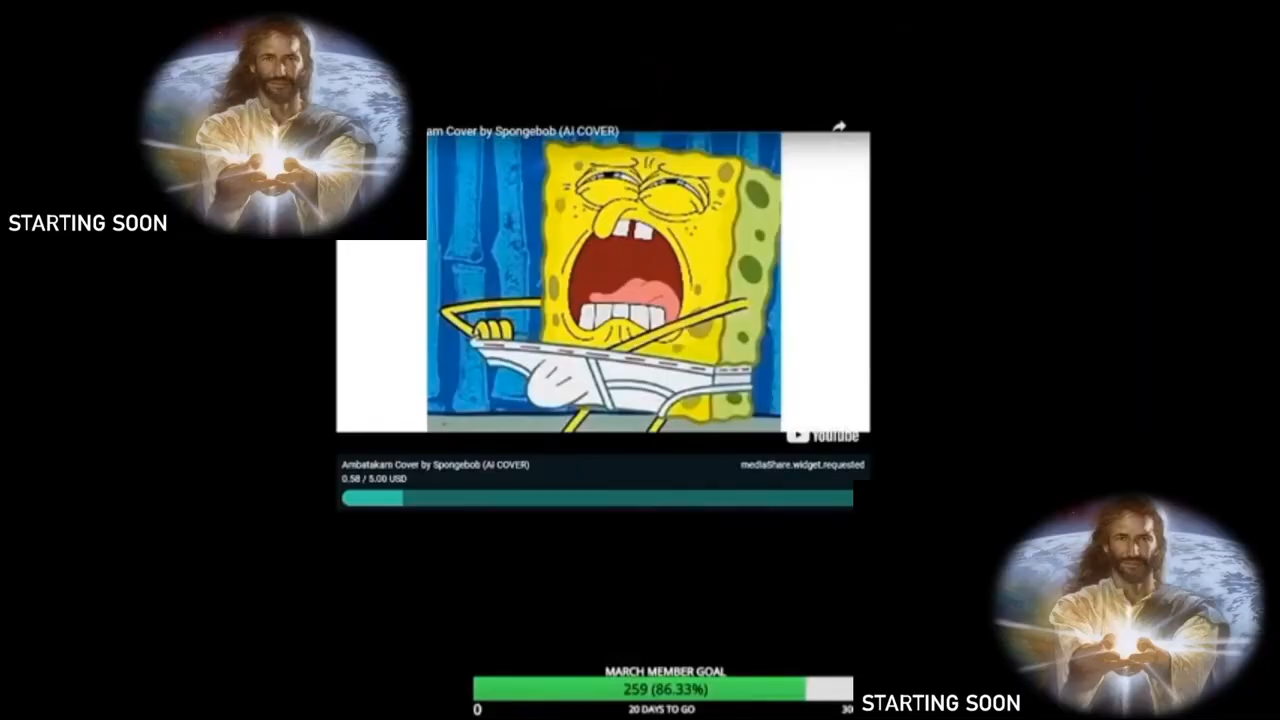 am Cover by Spongebob (AI COVER)
STARTING SOON
YouTube
Ambatakam Cover by Spongebob (AI COVER)
mediaShare.widget.requested
0.58 / 5.00 USD
MARCH MEMBER GOAL
259 (86.33%)
0
20 DAYS TO GO
30
STARTING SOON